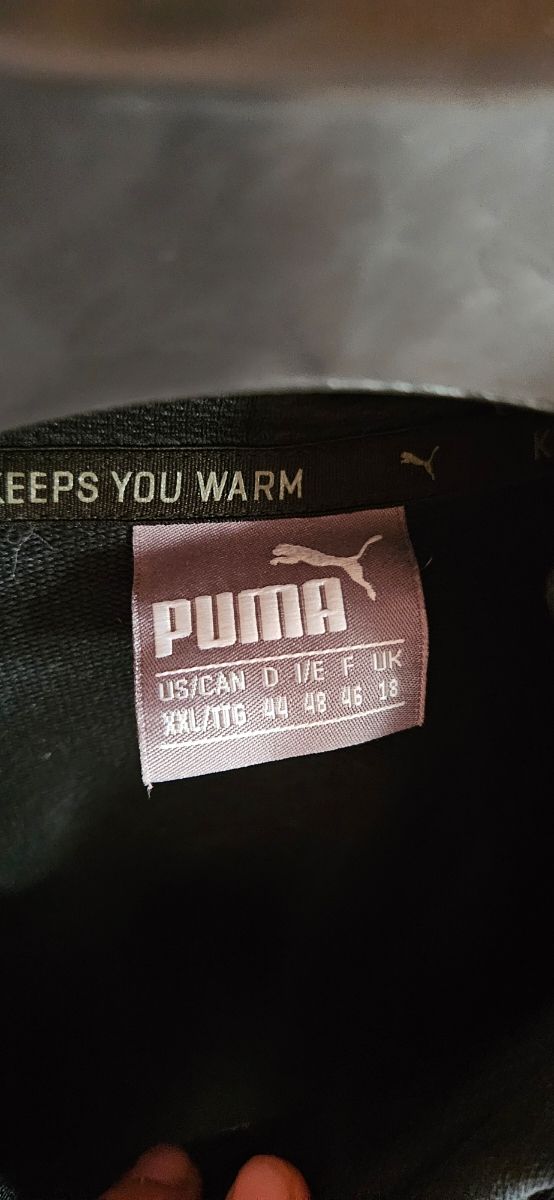 KEEPS YOU WARM
K
PUMA
US/CAN D I/E F UK
XXL/TTG 44 48 46 18